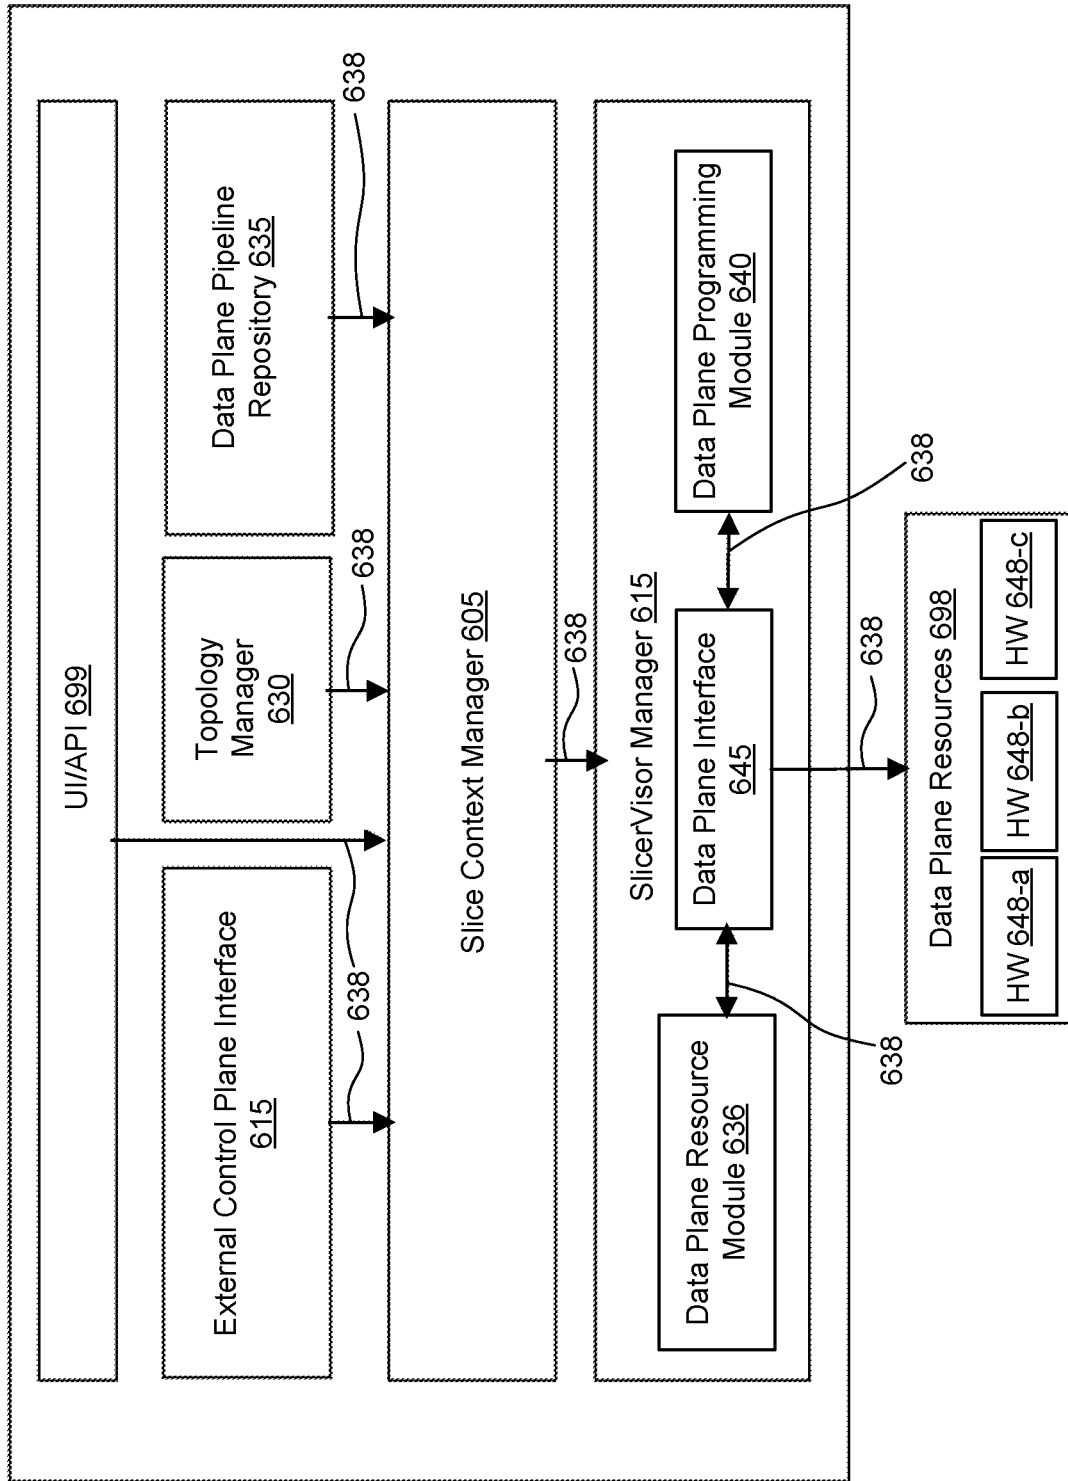 UI/API 699
External Control Plane Interface
615
Topology
Manager
630
Data Plane Pipeline
Repository 635
638
638
638
Slice Context Manager 605
638
SlicerVisor Manager 615
Data Plane Resource
Module 636
Data Plane Interface
645
Data Plane Programming
Module 640
638
638
638
Data Plane Resources 698
HW 648-a
HW 648-b
HW 648-c